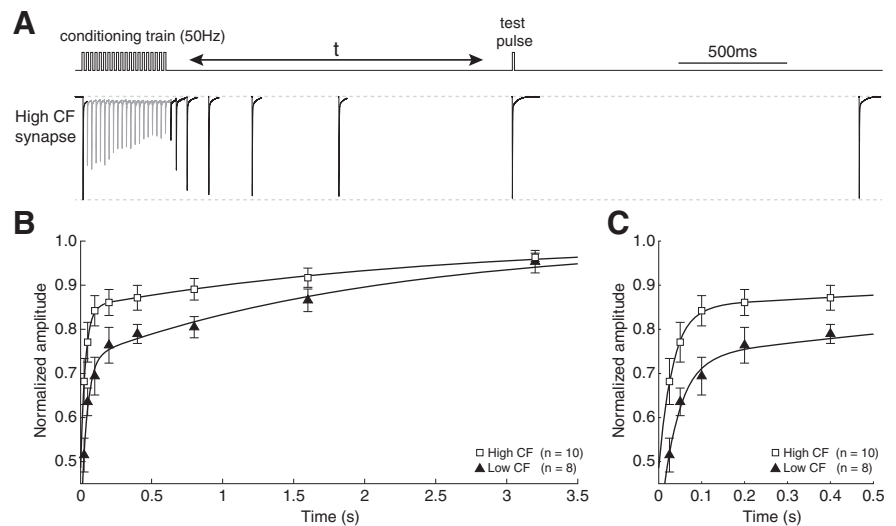 A
conditioning train (50Hz)
t
test
pulse
500ms
High CF
synapse
B
Normalized amplitude
1.0
0.9
0.8
0.7
0.6
0.5
0
0.5
1
1.5
2
2.5
3
3.5
Time (s)
High CF (n = 10)
Low CF (n = 8)
C
Normalized amplitude
1.0
0.9
0.8
0.7
0.6
0.5
0
0.1
0.2
0.3
0.4
0.5
Time (s)
High CF (n = 10)
Low CF (n = 8)